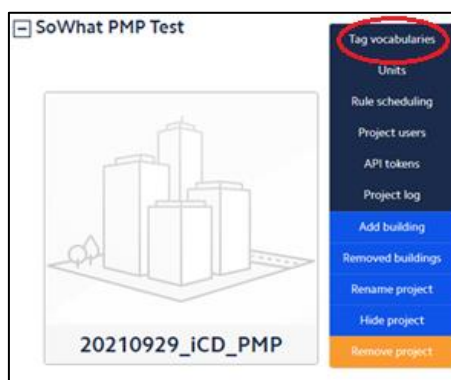 SoWhat PMP Test
20210929_iCD_PMP
Tag vocabularies
Units
Rule scheduling
Project users
API tokens
Project log
Add building
Removed buildings
Rename project
Hide project
Remove project